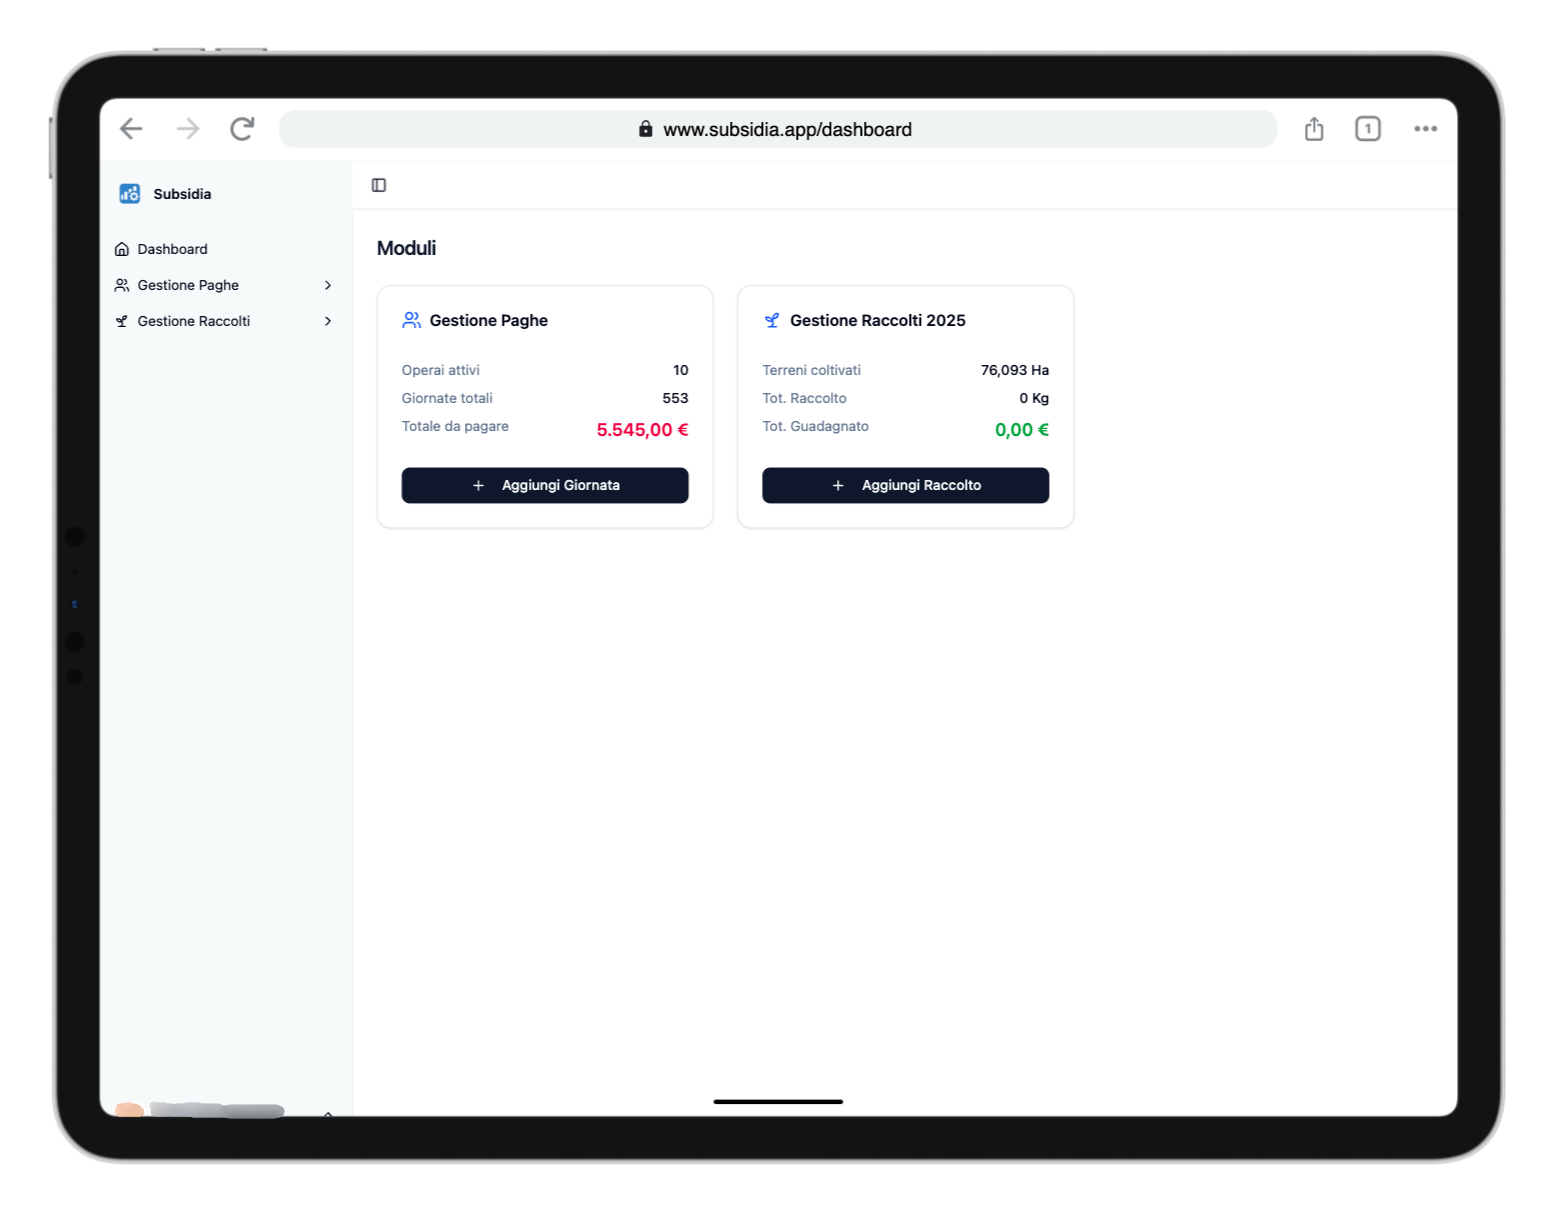 www.subsidia.app/dashboard
1
Subsidia
Dashboard
Gestione Paghe
Gestione Raccolti
Moduli
Gestione Paghe
Operai attivi 10
Giornate totali 553
Totale da pagare 5.545,00 €
+ Aggiungi Giornata
Gestione Raccolti 2025
Terreni coltivati 76,093 Ha
Tot. Raccolto 0 Kg
Tot. Guadagnato 0,00 €
+ Aggiungi Raccolto